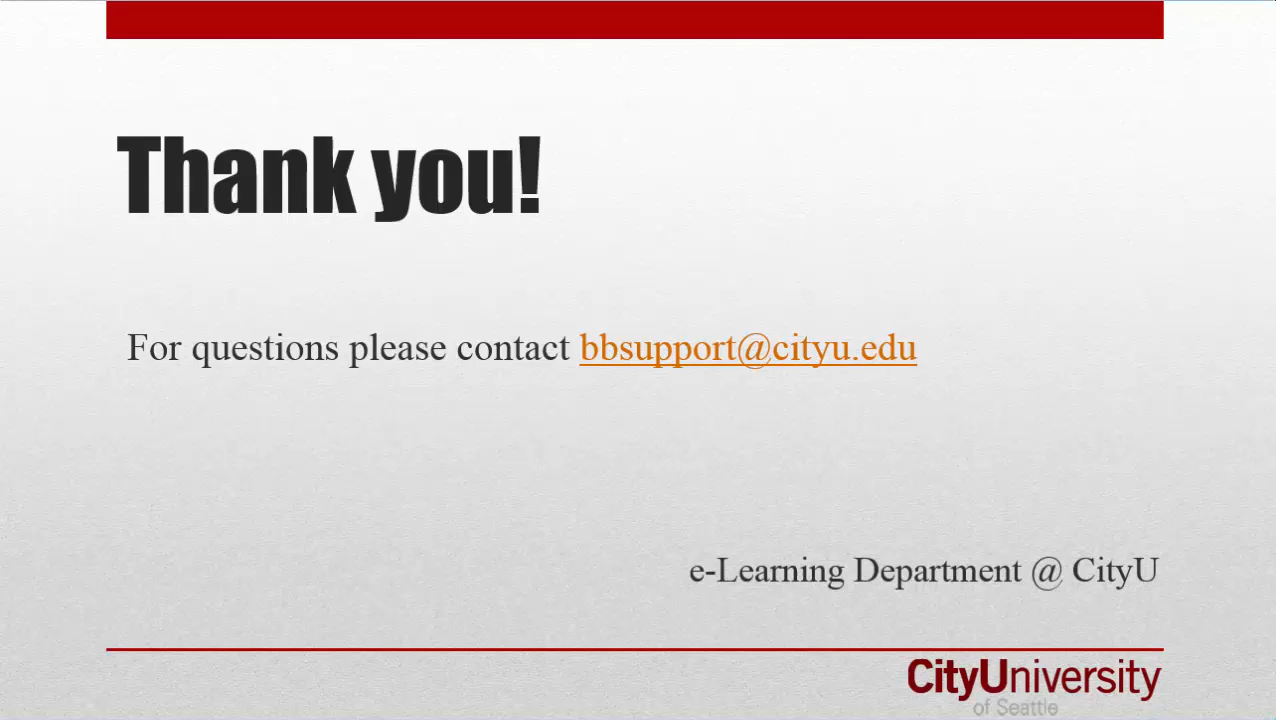 Thank you!
For questions please contact bbsupport@cityu.edu
e-Learning Department @ CityU
CityUniversity
of Seattle